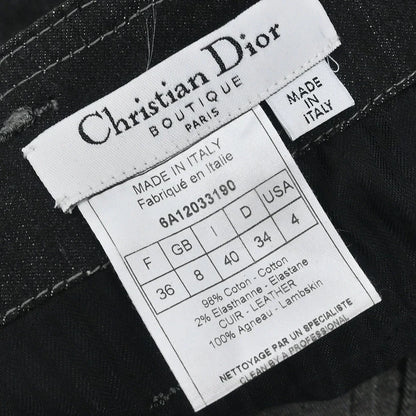 Christian Dior
BOUTIQUE
PARIS
MADE
IN
ITALY
MADE IN ITALY
Fabriqué en Italie
6A12033190
F GB I D USA
36 8 40 34 4
98% Coton - Cotton
2% Elasthanne - Elastane
CUIR - LEATHER
100% Agneau - Lambskin
NETTOYAGE PAR UN SPECIALISTE
CLEAN BY A PROFESSIONAL